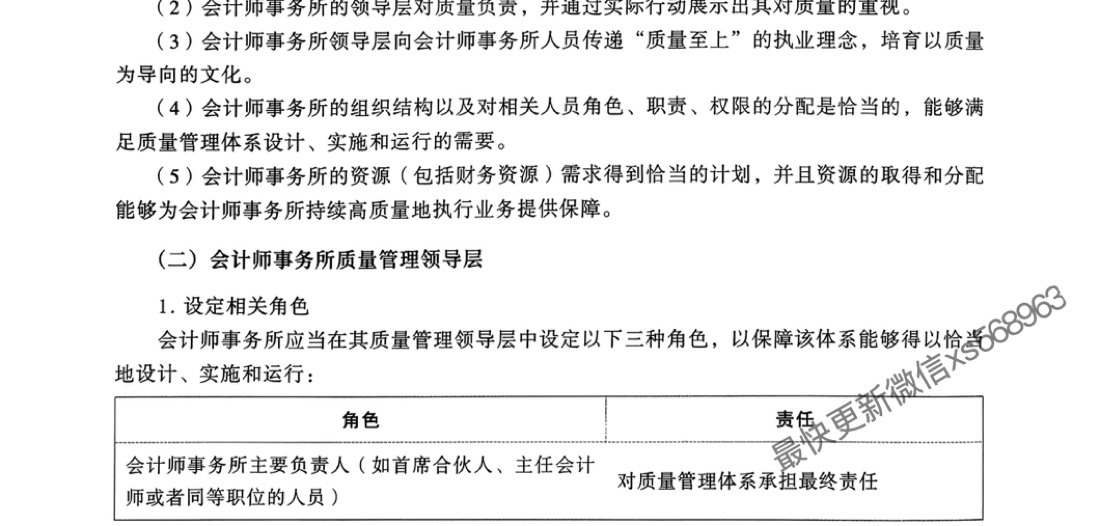 （2）会计师事务所的领导层对质量负责，并通过实际行动展示出其对质量的重视。
（3）会计师事务所领导层向会计师事务所人员传递“质量至上”的执业理念，培育以质量
为导向的文化。
（4）会计师事务所的组织结构以及对相关人员角色、职责、权限的分配是恰当的，能够满
足质量管理体系设计、实施和运行的需要。
（5）会计师事务所的资源（包括财务资源）需求得到恰当的计划，并且资源的取得和分配
能够为会计师事务所持续高质量地执行业务提供保障。
（二）会计师事务所质量管理领导层
1. 设定相关角色
会计师事务所应当在其质量管理领导层中设定以下三种角色，以保障该体系能够得以恰当
地设计、实施和运行：
角色
责任
会计师事务所主要负责人（如首席合伙人、主任会计
师或者同等职位的人员）
对质量管理体系承担最终责任
最快更新微信xs668963